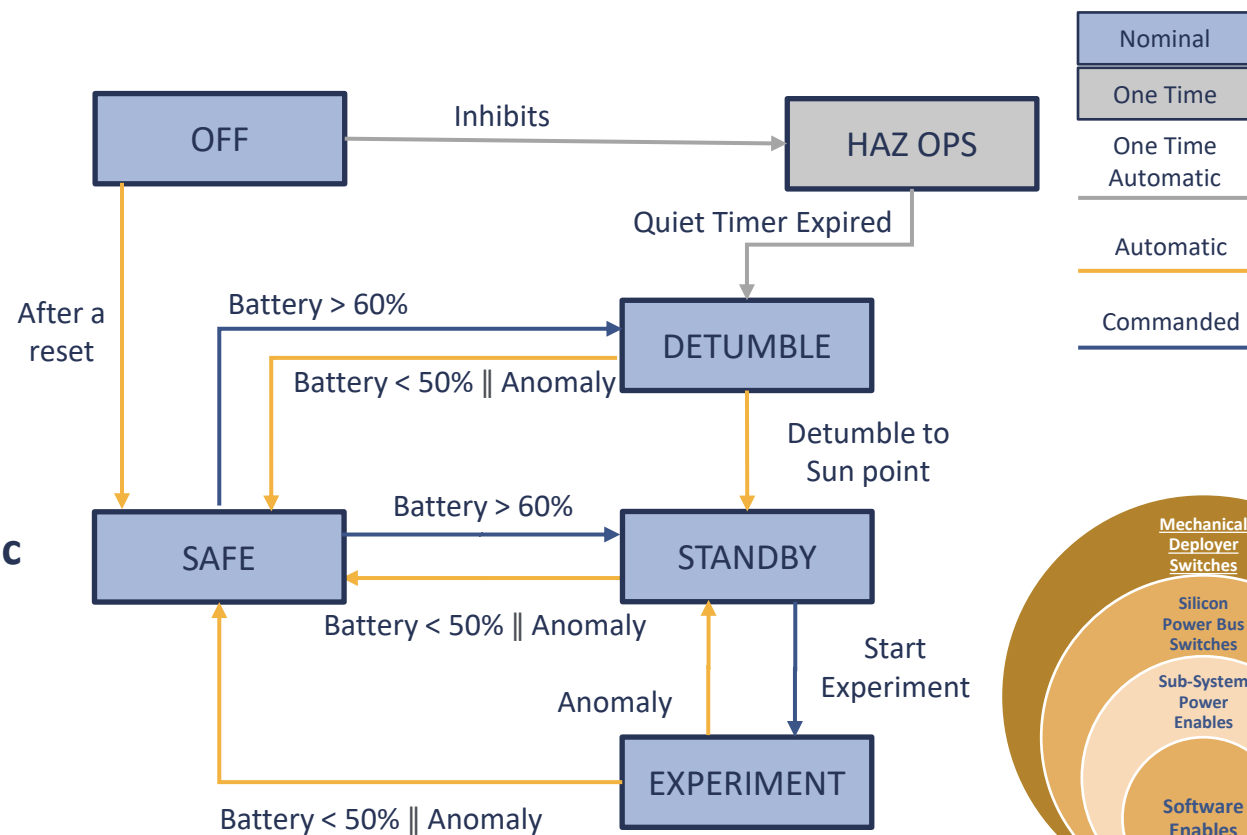 Nominal
One Time
One Time
Automatic
Automatic
Commanded
OFF
Inhibits
HAZ OPS
Quiet Timer Expired
After a
reset
Battery > 60%
DETUMBLE
Battery < 50% || Anomaly
Detumble to
Sun point
c
SAFE
Battery > 60%
STANDBY
Battery < 50% || Anomaly
Start
Experiment
Anomaly
EXPERIMENT
Battery < 50% || Anomaly
Mechanical
Deployer
Switches
Silicon
Power Bus
Switches
Sub-System
Power
Enables
Software
Enables